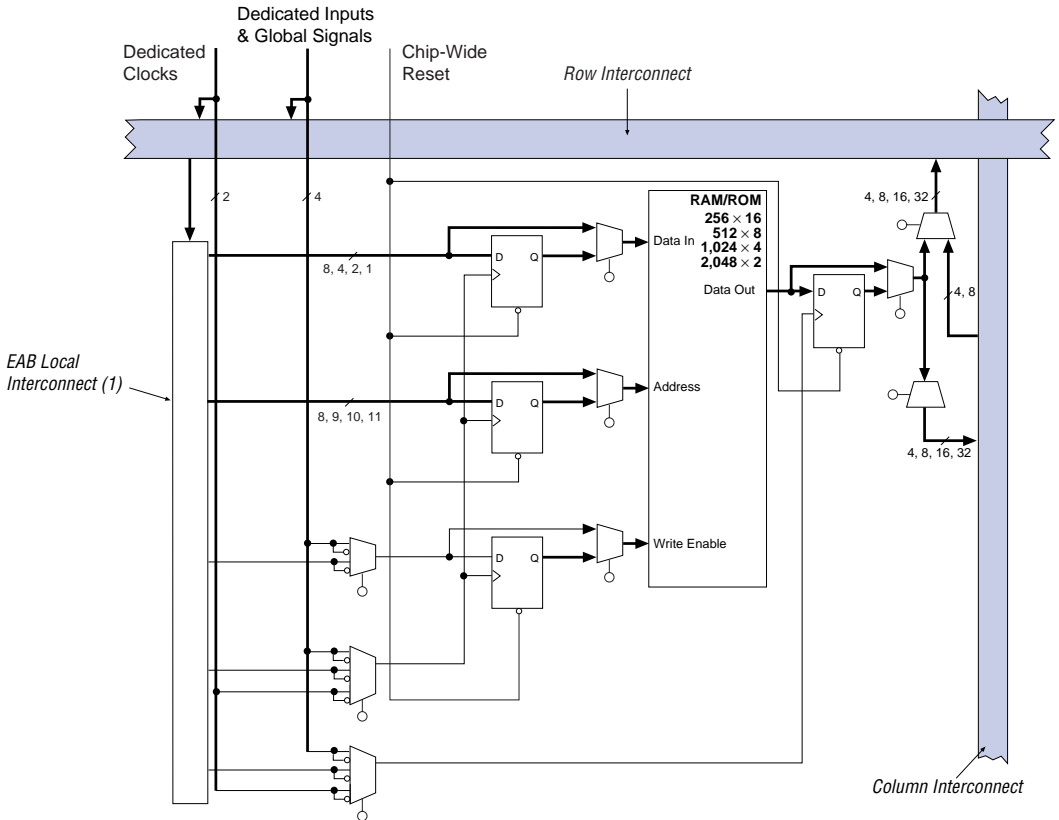 Dedicated Inputs
& Global Signals
Dedicated
Clocks
Chip-Wide
Reset
Row Interconnect
2
4
4, 8, 16, 32
RAM/ROM
256 × 16
512 × 8
1,024 × 4
2,048 × 2
Data In
D
Q
8, 4, 2, 1
Data Out
D
Q
4, 8
EAB Local
Interconnect (1)
Address
D
Q
8, 9, 10, 11
4, 8, 16, 32
Write Enable
D
Q
Column Interconnect